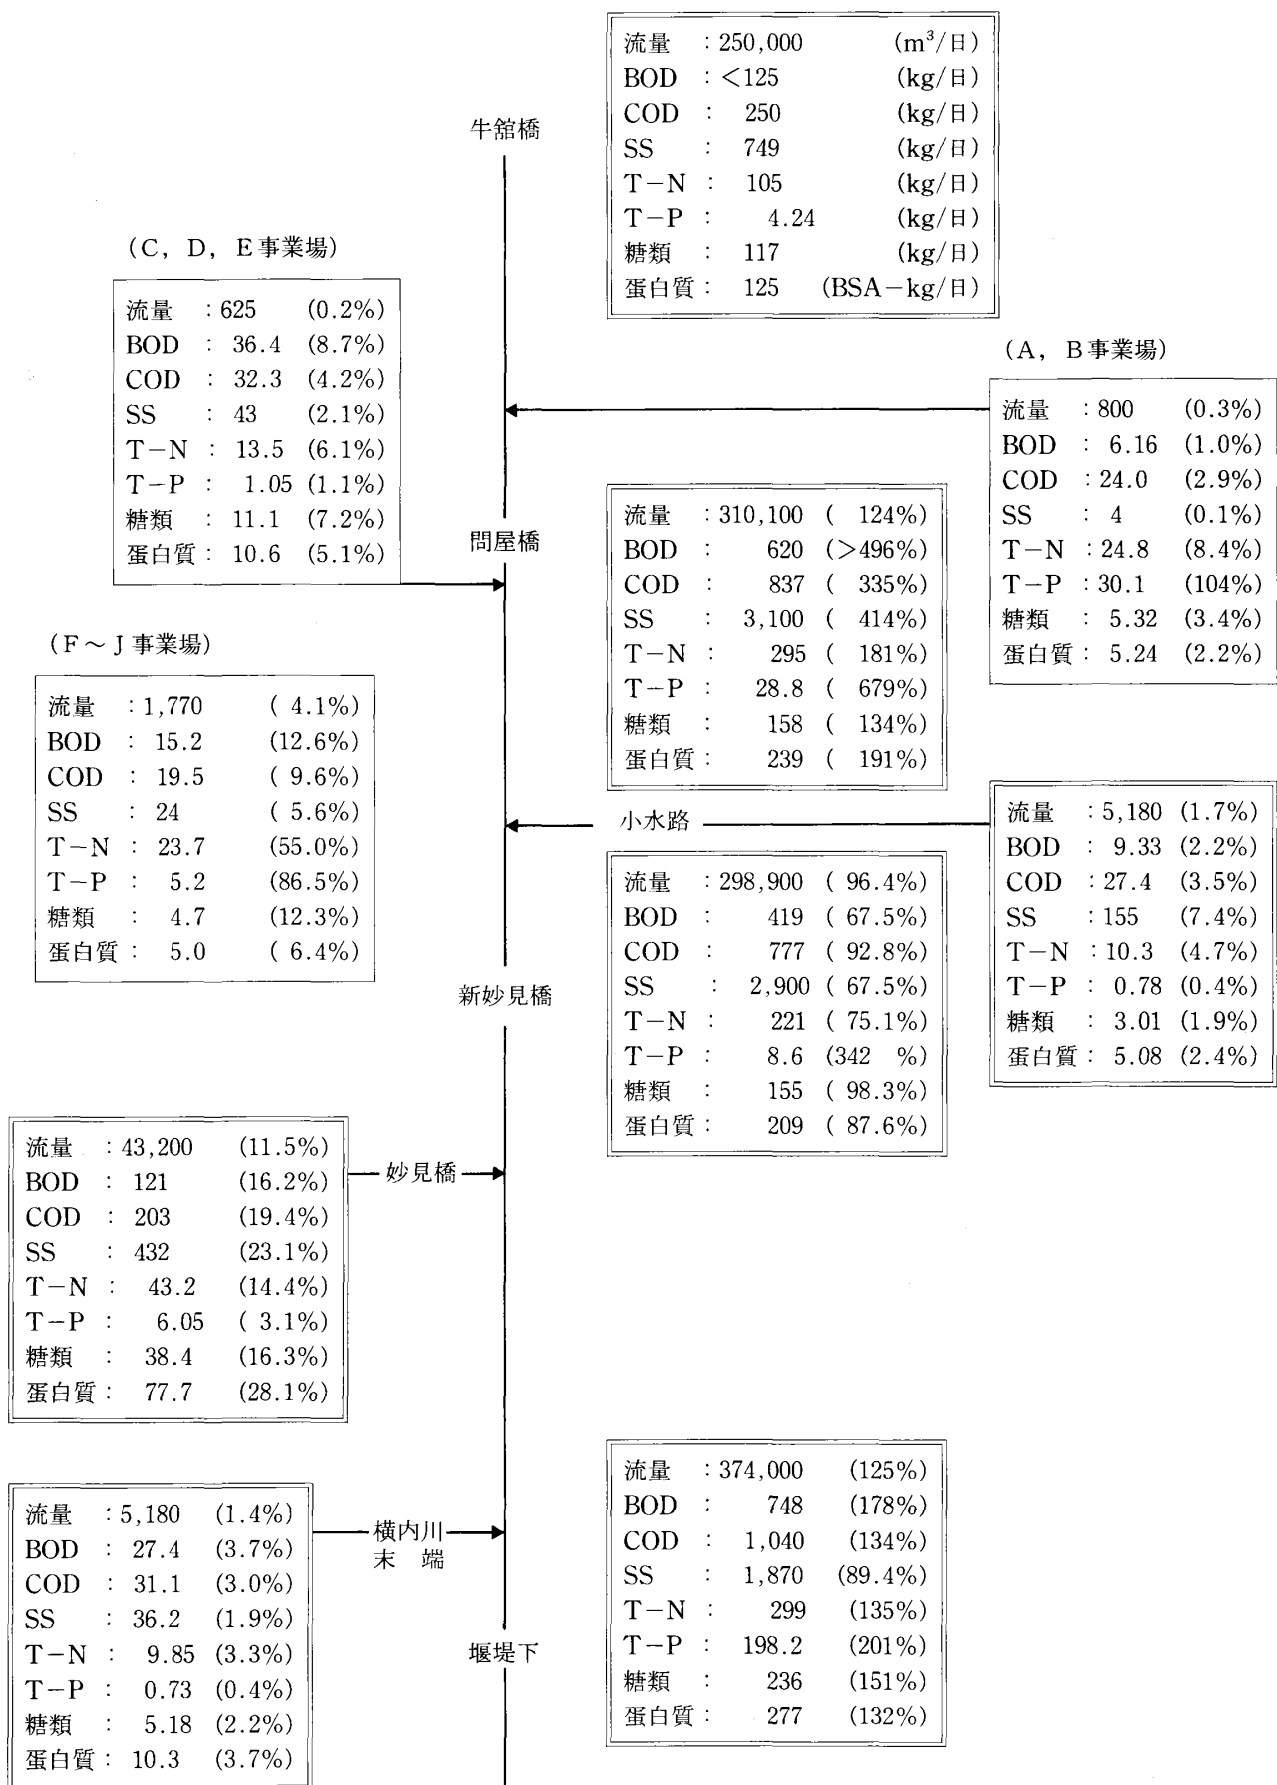 流量 : 250,000 (m³/日)
BOD : <125 (kg/日)
COD : 250 (kg/日)
SS : 749 (kg/日)
T-N : 105 (kg/日)
T-P : 4.24 (kg/日)
糖類 : 117 (kg/日)
蛋白質 : 125 (BSA-kg/日)
牛舘橋
(C, D, E事業場)
流量 : 625 (0.2%)
BOD : 36.4 (8.7%)
COD : 32.3 (4.2%)
SS : 43 (2.1%)
T-N : 13.5 (6.1%)
T-P : 1.05 (1.1%)
糖類 : 11.1 (7.2%)
蛋白質 : 10.6 (5.1%)
(A, B事業場)
流量 : 800 (0.3%)
BOD : 6.16 (1.0%)
COD : 24.0 (2.9%)
SS : 4 (0.1%)
T-N : 24.8 (8.4%)
T-P : 30.1 (104%)
糖類 : 5.32 (3.4%)
蛋白質 : 5.24 (2.2%)
問屋橋
流量 : 310,100 ( 124%)
BOD : 620 (>496%)
COD : 837 ( 335%)
SS : 3,100 ( 414%)
T-N : 295 ( 181%)
T-P : 28.8 ( 679%)
糖類 : 158 ( 134%)
蛋白質 : 239 ( 191%)
(F~J事業場)
流量 : 1,770 ( 4.1%)
BOD : 15.2 (12.6%)
COD : 19.5 ( 9.6%)
SS : 24 ( 5.6%)
T-N : 23.7 (55.0%)
T-P : 5.2 (86.5%)
糖類 : 4.7 (12.3%)
蛋白質 : 5.0 ( 6.4%)
小水路
流量 : 5,180 (1.7%)
BOD : 9.33 (2.2%)
COD : 27.4 (3.5%)
SS : 155 (7.4%)
T-N : 10.3 (4.7%)
T-P : 0.78 (0.4%)
糖類 : 3.01 (1.9%)
蛋白質 : 5.08 (2.4%)
新妙見橋
流量 : 298,900 ( 96.4%)
BOD : 419 ( 67.5%)
COD : 777 ( 92.8%)
SS : 2,900 ( 67.5%)
T-N : 221 ( 75.1%)
T-P : 8.6 (342 %)
糖類 : 155 ( 98.3%)
蛋白質 : 209 ( 87.6%)
流量 : 43,200 (11.5%)
BOD : 121 (16.2%)
COD : 203 (19.4%)
SS : 432 (23.1%)
T-N : 43.2 (14.4%)
T-P : 6.05 ( 3.1%)
糖類 : 38.4 (16.3%)
蛋白質 : 77.7 (28.1%)
妙見橋
流量 : 5,180 (1.4%)
BOD : 27.4 (3.7%)
COD : 31.1 (3.0%)
SS : 36.2 (1.9%)
T-N : 9.85 (3.3%)
T-P : 0.73 (0.4%)
糖類 : 5.18 (2.2%)
蛋白質 : 10.3 (3.7%)
横内川
末 端
堰堤下
流量 : 374,000 (125%)
BOD : 748 (178%)
COD : 1,040 (134%)
SS : 1,870 (89.4%)
T-N : 299 (135%)
T-P : 198.2 (201%)
糖類 : 236 (151%)
蛋白質 : 277 (132%)